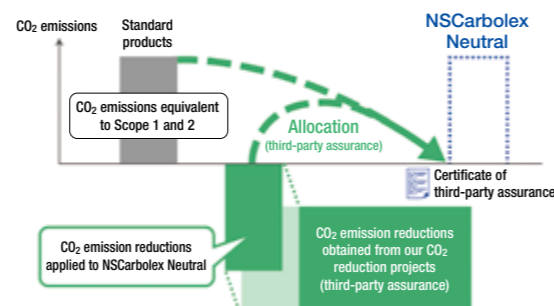 CO₂ emissions
Standard
products
NSCarbolex
Neutral
CO₂ emissions equivalent
to Scope 1 and 2
Allocation
(third-party assurance)
Certificate of
third-party assurance
CO₂ emission reductions
applied to NSCarbolex Neutral
CO₂ emission reductions
obtained from our CO₂
reduction projects
(third-party assurance)